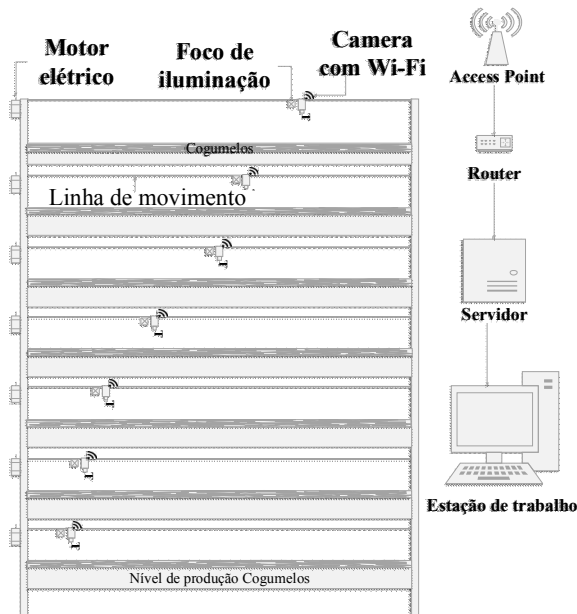 Motor
elétrico
Foco de
iluminação
Camera
com Wi-Fi
Access Point
Cogumelos
Router
Linha de movimento
Servidor
Estação de trabalho
Nível de produção Cogumelos